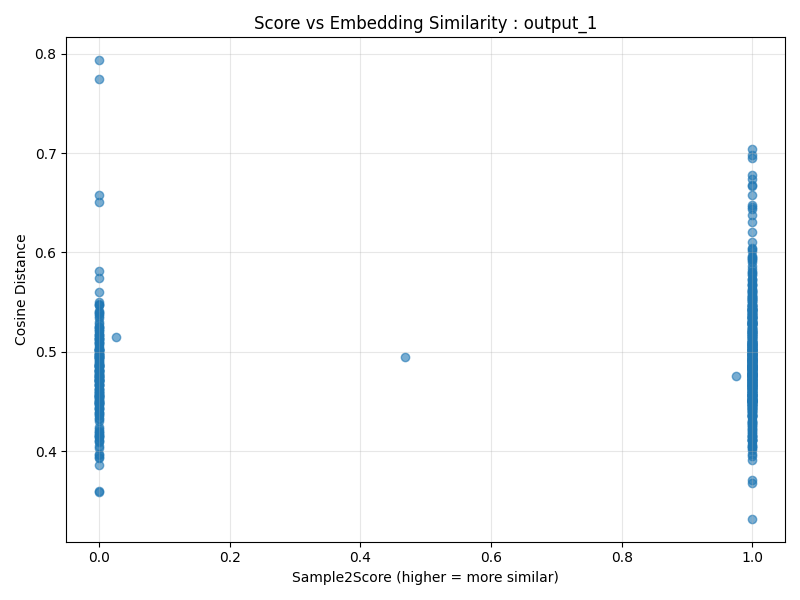 Score vs Embedding Similarity : output_1
0.8
0.7
0.6
0.5
0.4
Cosine Distance
0.0 0.2 0.4 0.6 0.8 1.0
Sample2Score (higher = more similar)